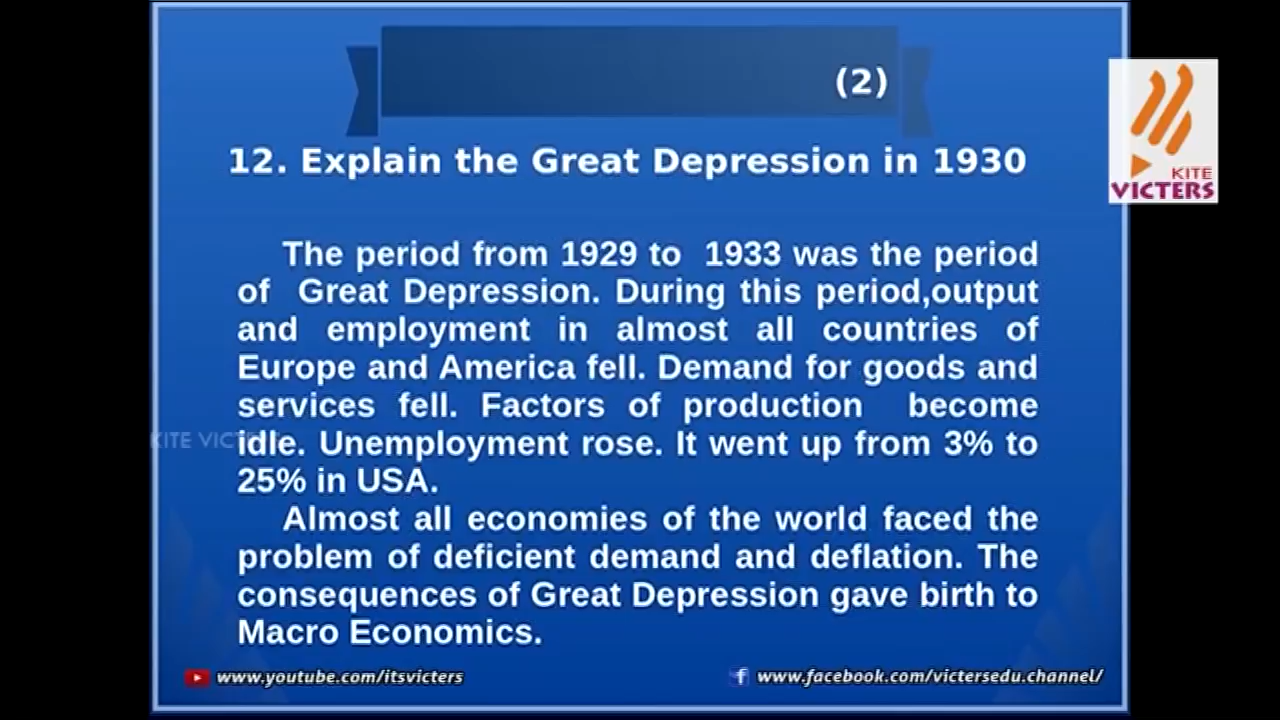 (2)
12. Explain the Great Depression in 1930
KITE
VICTERS
The period from 1929 to 1933 was the period
of Great Depression. During this period,output
and employment in almost all countries of
Europe and America fell. Demand for goods and
services fell. Factors of production become
idle. Unemployment rose. It went up from 3% to
25% in USA.
KITE VICTERS
Almost all economies of the world faced the
problem of deficient demand and deflation. The
consequences of Great Depression gave birth to
Macro Economics.
www.youtube.com/itsvicters
www.facebook.com/victersedu.channel/